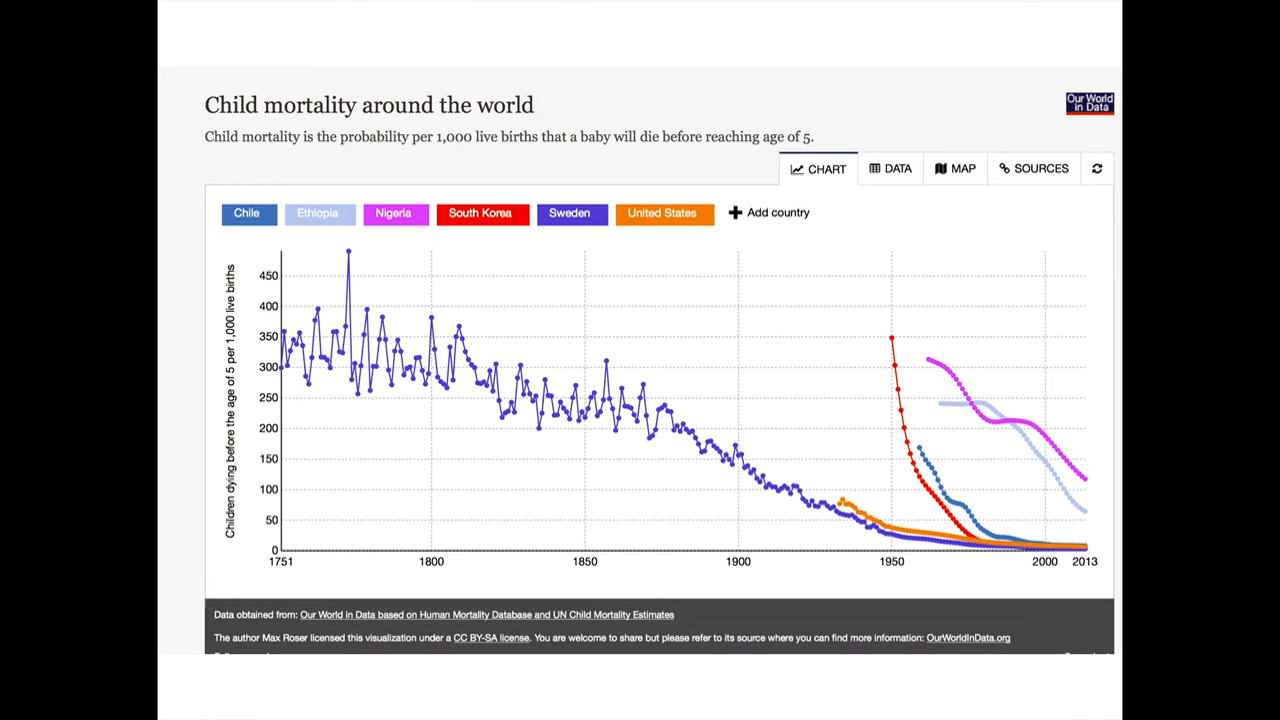 Child mortality around the world
Our World
in Data
Child mortality is the probability per 1,000 live births that a baby will die before reaching age of 5.
CHART
DATA
MAP
SOURCES
Chile
Ethiopia
Nigeria
South Korea
Sweden
United States
Add country
Children dying before the age of 5 per 1,000 live births
450
400
350
300
250
200
150
100
50
0
1751
1800
1850
1900
1950
2000
2013
Data obtained from: Our World in Data based on Human Mortality Database and UN Child Mortality Estimates
The author Max Roser licensed this visualization under a CC BY-SA license. You are welcome to share but please refer to its source where you can find more information: OurWorldInData.org